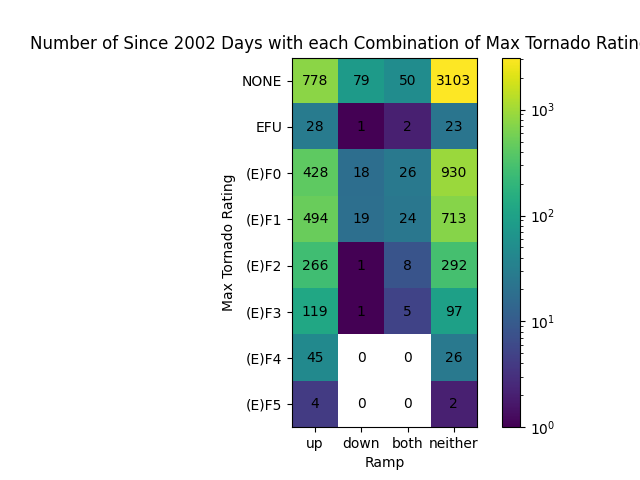 Number of Since 2002 Days with each Combination of Max Tornado
NONE 778 79 50 3103
EFU 28 1 2 23
(E)F0 428 18 26 930
(E)F1 494 19 24 713
(E)F2 266 1 8 292
(E)F3 119 1 5 97
(E)F4 45 0 0 26
(E)F5 4 0 0 2
up down both neither
Ramp
Max Tornado Rating
10³
10²
10¹
10⁰